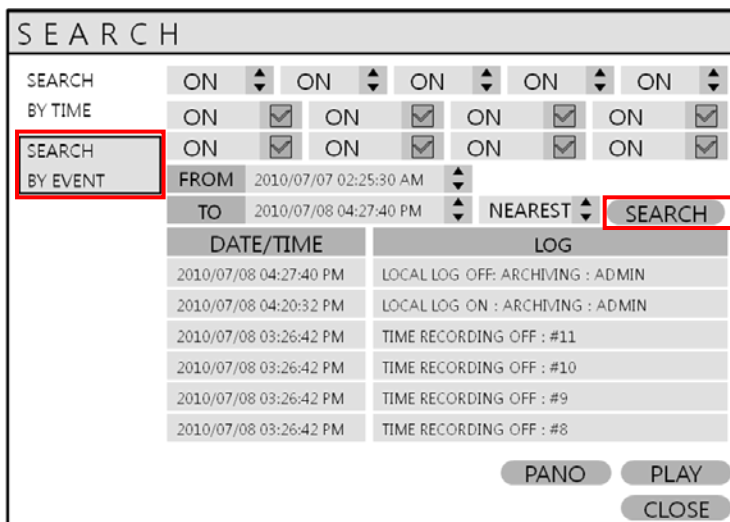 SEARCH
SEARCH
BY TIME
SEARCH
BY EVENT
ON ON ON ON ON
ON ON ON ON
ON ON ON ON
FROM 2010/07/07 02:25:30 AM
TO 2010/07/08 04:27:40 PM NEAREST SEARCH
DATE/TIME LOG
2010/07/08 04:27:40 PM LOCAL LOG OFF: ARCHIVING : ADMIN
2010/07/08 04:20:32 PM LOCAL LOG ON : ARCHIVING : ADMIN
2010/07/08 03:26:42 PM TIME RECORDING OFF : #11
2010/07/08 03:26:42 PM TIME RECORDING OFF : #10
2010/07/08 03:26:42 PM TIME RECORDING OFF : #9
2010/07/08 03:26:42 PM TIME RECORDING OFF : #8
PANO PLAY
CLOSE